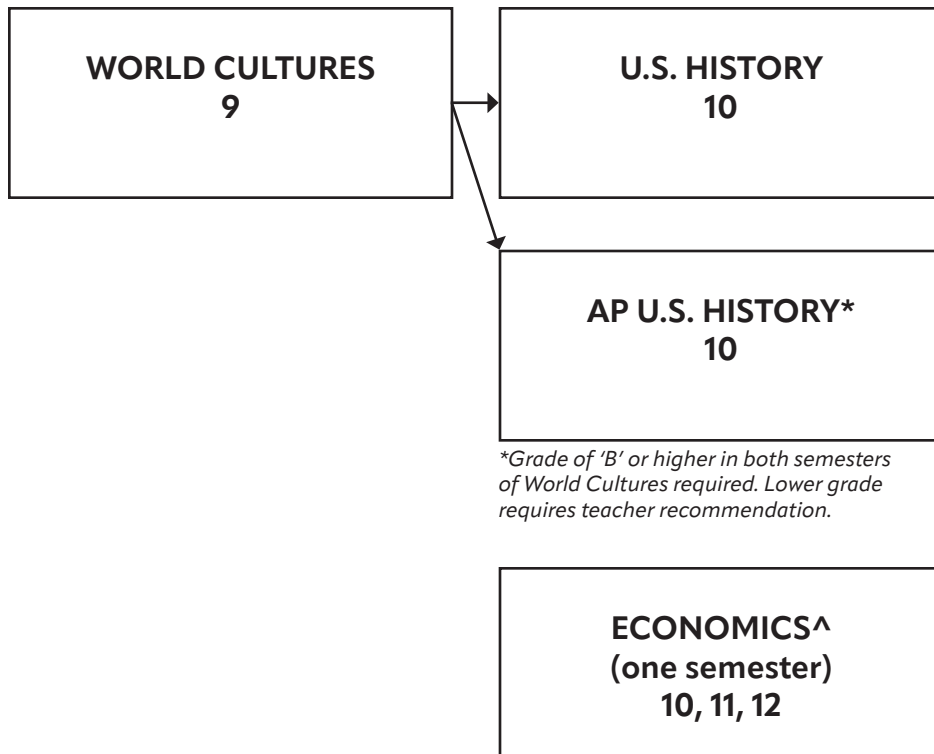 WORLD CULTURES
9
U.S. HISTORY
10
AP U.S. HISTORY*
10
*Grade of ‘B’ or higher in both semesters
of World Cultures required. Lower grade
requires teacher recommendation.
ECONOMICS^
(one semester)
10, 11, 12